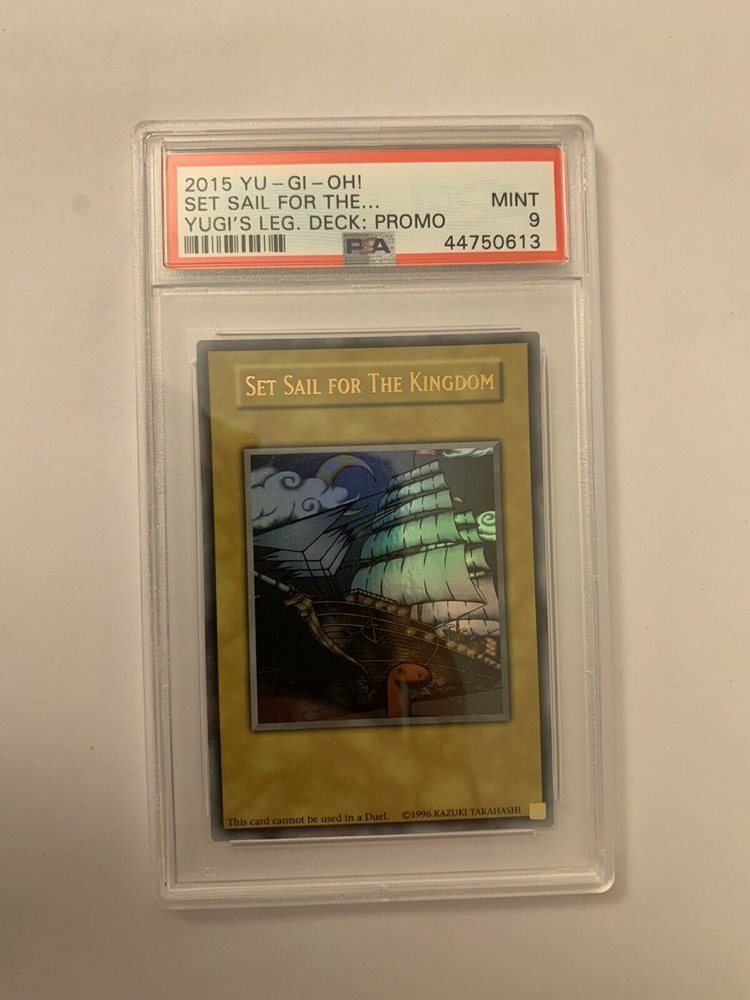 2015 YU-GI-OH!
SET SAIL FOR THE... MINT
YUGI'S LEG. DECK: PROMO 9
PSA 44750613
SET SAIL FOR THE KINGDOM
This card cannot be used in a Duel. ©1996 KAZUKI TAKAHASHI